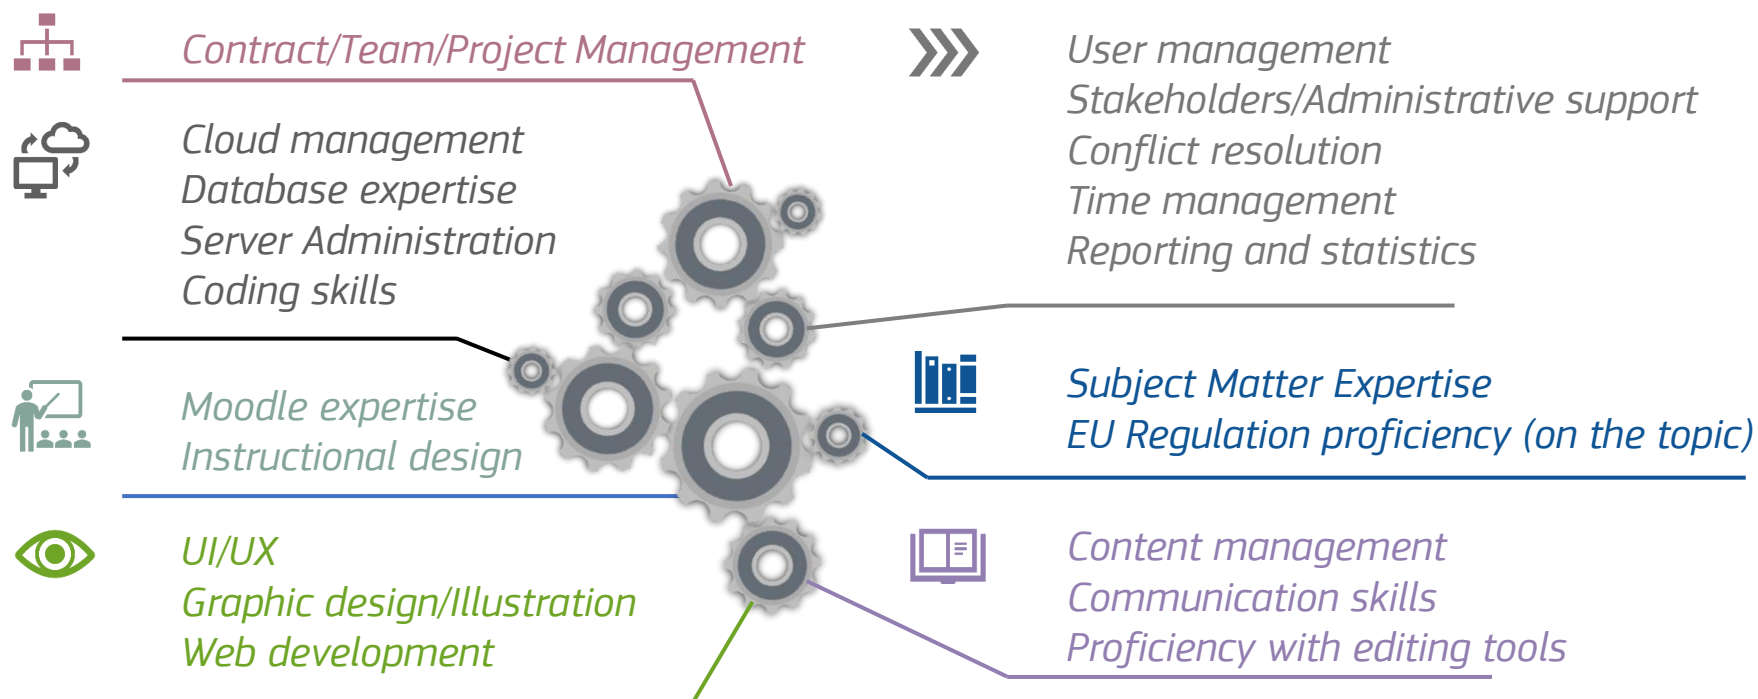 Contract/Team/Project Management
Cloud management
Database expertise
Server Administration
Coding skills
Moodle expertise
Instructional design
UI/UX
Graphic design/Illustration
Web development
User management
Stakeholders/Administrative support
Conflict resolution
Time management
Reporting and statistics
Subject Matter Expertise
EU Regulation proficiency (on the topic)
Content management
Communication skills
Proficiency with editing tools